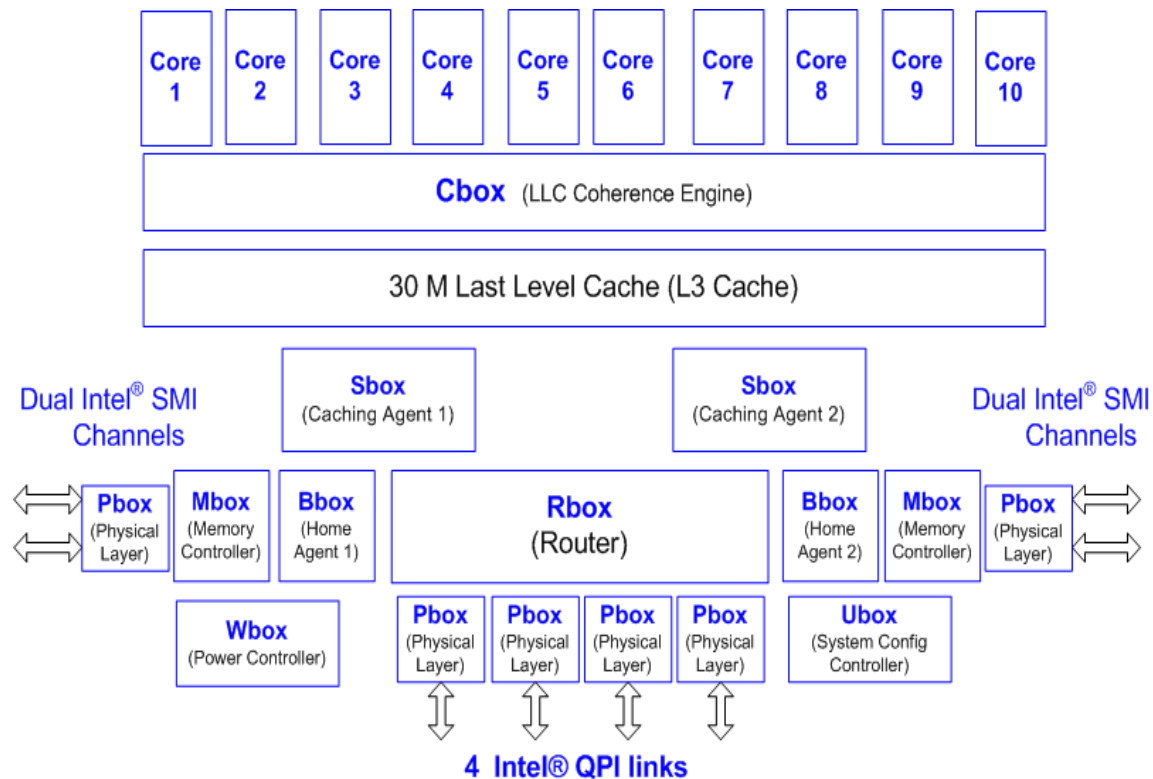 Core
1
Core
2
Core
3
Core
4
Core
5
Core
6
Core
7
Core
8
Core
9
Core
10
Cbox (LLC Coherence Engine)
30 M Last Level Cache (L3 Cache)
Sbox
(Caching Agent 1)
Sbox
(Caching Agent 2)
Dual Intel® SMI
Channels
Dual Intel® SMI
Channels
Pbox
(Physical
Layer)
Mbox
(Memory
Controller)
Bbox
(Home
Agent 1)
Rbox
(Router)
Bbox
(Home
Agent 2)
Mbox
(Memory
Controller)
Pbox
(Physical
Layer)
Wbox
(Power Controller)
Pbox
(Physical
Layer)
Pbox
(Physical
Layer)
Pbox
(Physical
Layer)
Pbox
(Physical
Layer)
Ubox
(System Config
Controller)
4 Intel® QPI links